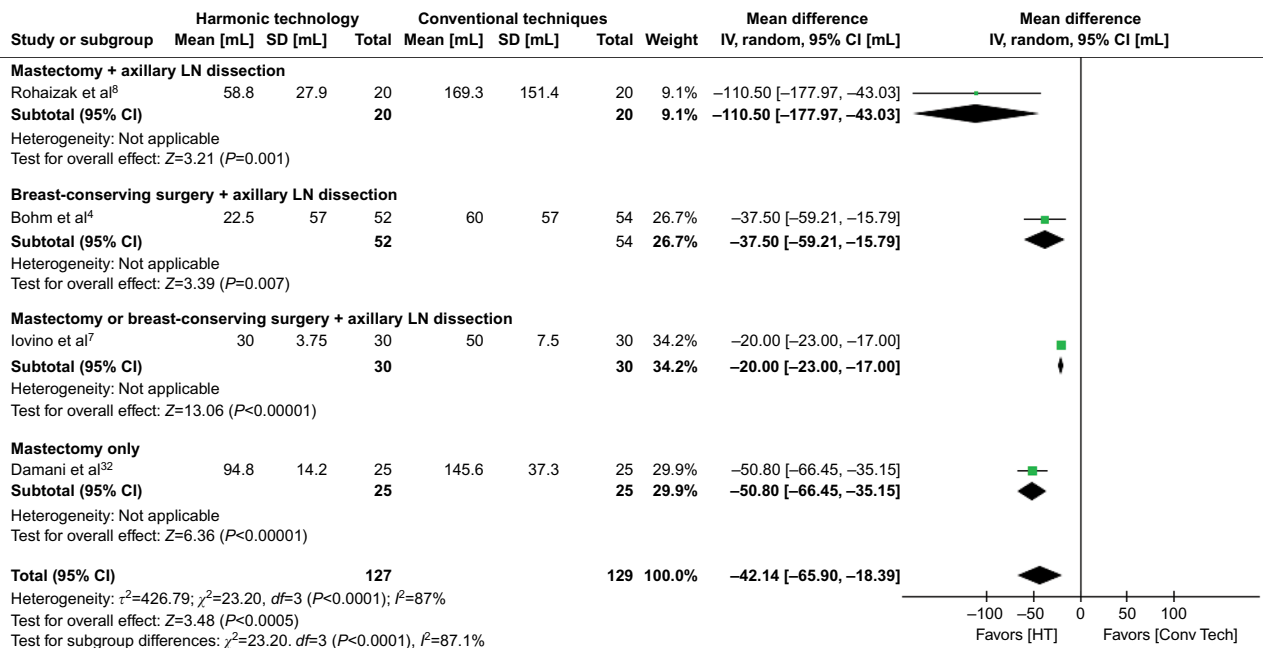 Harmonic technology Conventional techniques Mean difference Mean difference
Study or subgroup Mean [mL] SD [mL] Total Mean [mL] SD [mL] Total Weight IV, random, 95% CI [mL] IV, random, 95% CI [mL]
Mastectomy + axillary LN dissection
Rohaizak et al⁸ 58.8 27.9 20 169.3 151.4 20 9.1% –110.50 [–177.97, –43.03]
Subtotal (95% CI) 20 20 9.1% –110.50 [–177.97, –43.03]
Heterogeneity: Not applicable
Test for overall effect: Z=3.21 (P=0.001)
Breast-conserving surgery + axillary LN dissection
Bohm et al⁴ 22.5 57 52 60 57 54 26.7% –37.50 [–59.21, –15.79]
Subtotal (95% CI) 52 54 26.7% –37.50 [–59.21, –15.79]
Heterogeneity: Not applicable
Test for overall effect: Z=3.39 (P=0.007)
Mastectomy or breast-conserving surgery + axillary LN dissection
Iovino et al⁷ 30 3.75 30 50 7.5 30 34.2% –20.00 [–23.00, –17.00]
Subtotal (95% CI) 30 30 34.2% –20.00 [–23.00, –17.00]
Heterogeneity: Not applicable
Test for overall effect: Z=13.06 (P<0.00001)
Mastectomy only
Damani et al³² 94.8 14.2 25 145.6 37.3 25 29.9% –50.80 [–66.45, –35.15]
Subtotal (95% CI) 25 25 29.9% –50.80 [–66.45, –35.15]
Heterogeneity: Not applicable
Test for overall effect: Z=6.36 (P<0.00001)
Total (95% CI) 127 129 100.0% –42.14 [–65.90, –18.39]
Heterogeneity: τ²=426.79; χ²=23.20, df=3 (P<0.0001); I²=87%
Test for overall effect: Z=3.48 (P<0.0005)
Test for subgroup differences: χ²=23.20. df=3 (P<0.0001), I²=87.1%
–100 –50 0 50 100
Favors [HT] Favors [Conv Tech]